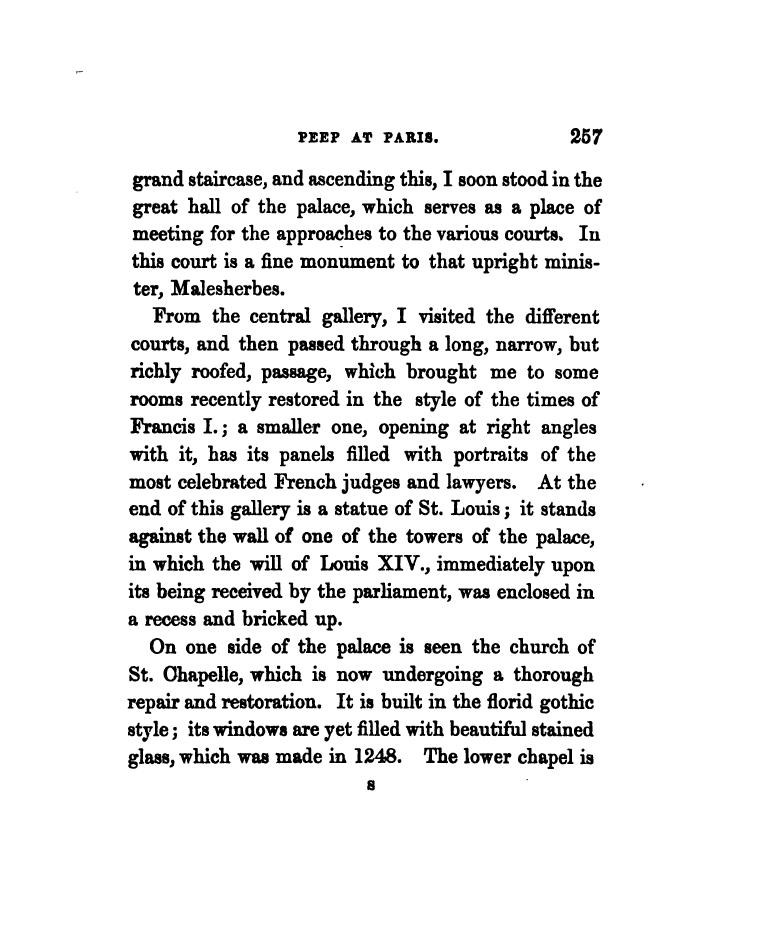 PEEP AT PARIS. 257
grand staircase, and ascending this, I soon stood in the
great hall of the palace, which serves as a place of
meeting for the approaches to the various courts. In
this court is a fine monument to that upright minis-
ter, Malesherbes.
From the central gallery, I visited the different
courts, and then passed through a long, narrow, but
richly roofed, passage, which brought me to some
rooms recently restored in the style of the times of
Francis I.; a smaller one, opening at right angles
with it, has its panels filled with portraits of the
most celebrated French judges and lawyers. At the
end of this gallery is a statue of St. Louis; it stands
against the wall of one of the towers of the palace,
in which the will of Louis XIV., immediately upon
its being received by the parliament, was enclosed in
a recess and bricked up.
On one side of the palace is seen the church of
St. Chapelle, which is now undergoing a thorough
repair and restoration. It is built in the florid gothic
style; its windows are yet filled with beautiful stained
glass, which was made in 1248. The lower chapel is
S